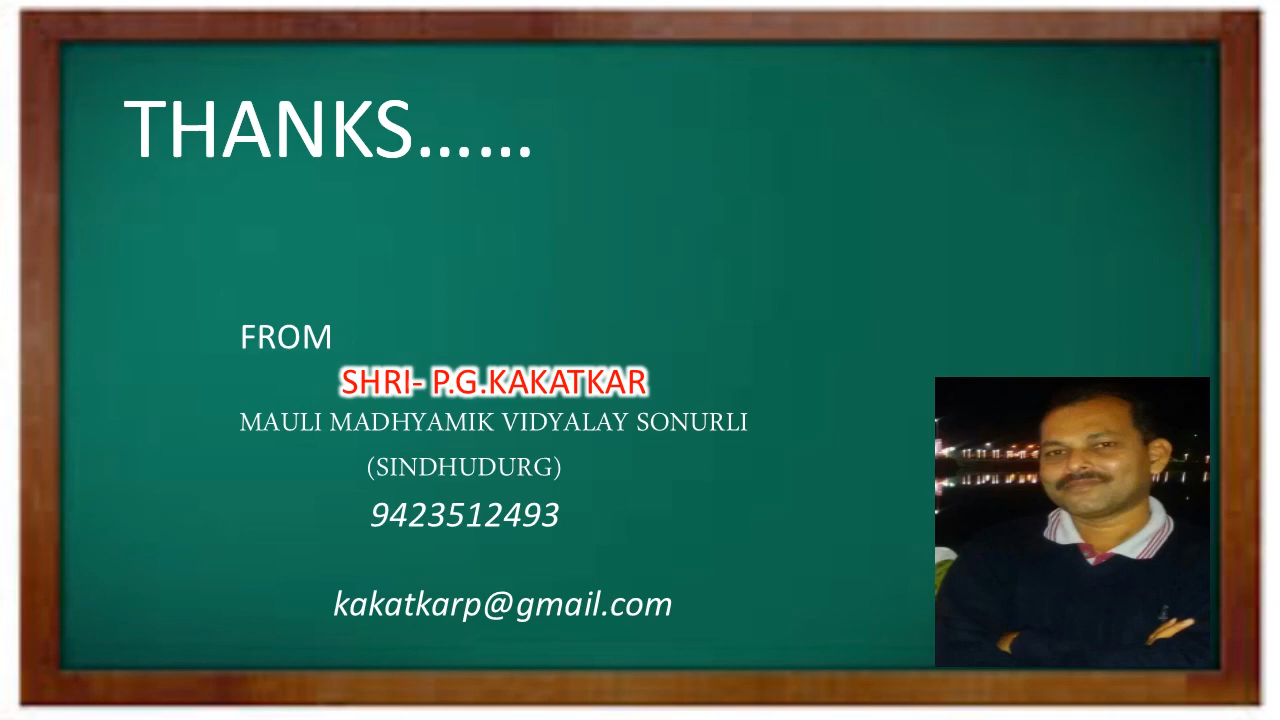 THANKS……
FROM
SHRI- P.G.KAKATKAR
MAULI MADHYAMIK VIDYALAY SONURLI
(SINDHUDURG)
9423512493
kakatkarp@gmail.com